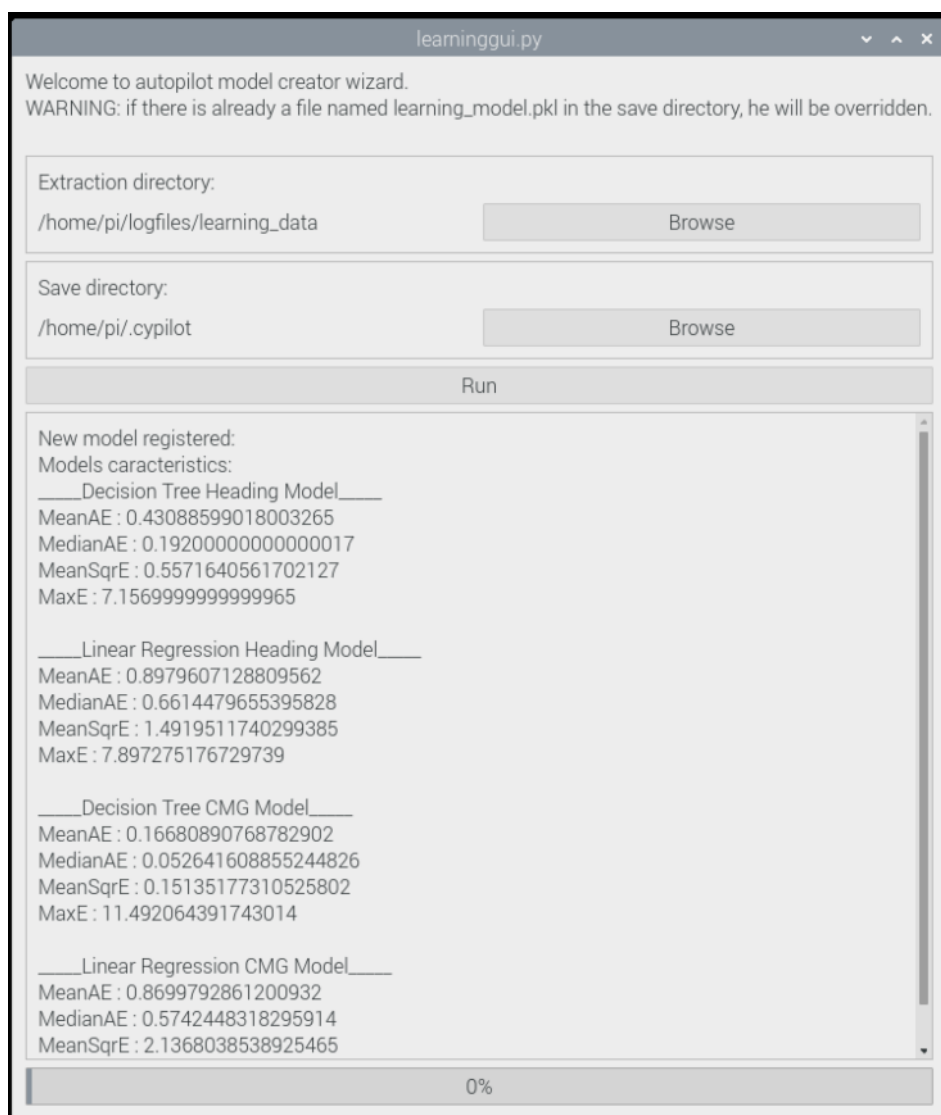 learninggui.py
Welcome to autopilot model creator wizard.
WARNING: if there is already a file named learning_model.pkl in the save directory, he will be overridden.
Extraction directory:
/home/pi/logfiles/learning_data
Browse
Save directory:
/home/pi/.cypilot
Browse
Run
New model registered:
Models caracteristics:
_____Decision Tree Heading Model_____
MeanAE : 0.43088599018003265
MedianAE : 0.19200000000000017
MeanSqrE : 0.5571640561702127
MaxE : 7.1569999999999965
_____Linear Regression Heading Model_____
MeanAE : 0.8979607128809562
MedianAE : 0.6614479655395828
MeanSqrE : 1.4919511740299385
MaxE : 7.897275176729739
_____Decision Tree CMG Model_____
MeanAE : 0.16680890768782902
MedianAE : 0.052641608855244826
MeanSqrE : 0.15135177310525802
MaxE : 11.492064391743014
_____Linear Regression CMG Model_____
MeanAE : 0.8699792861200932
MedianAE : 0.5742448318295914
MeanSqrE : 2.1368038538925465
0%